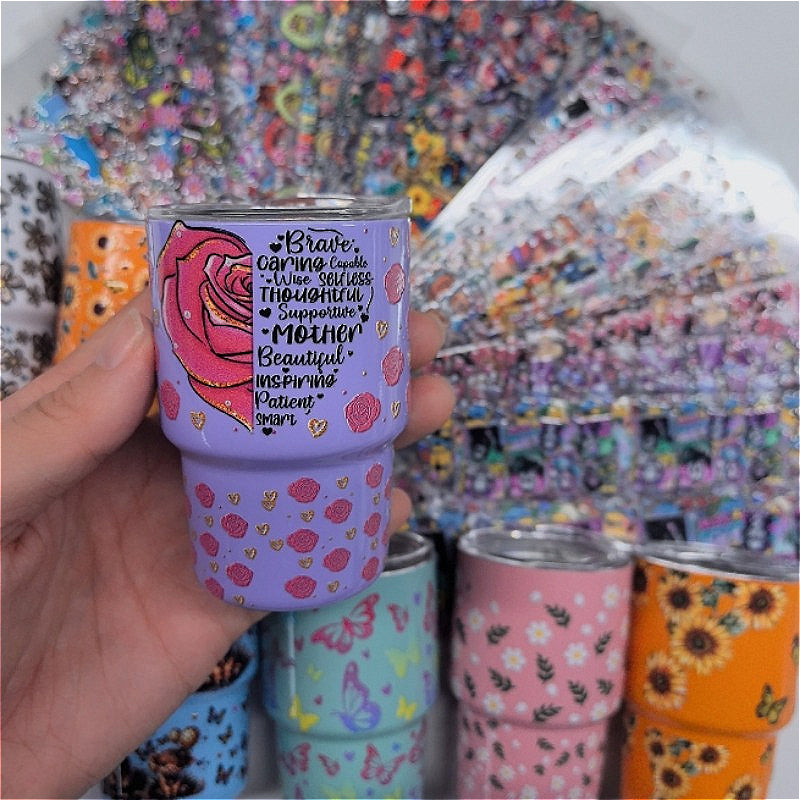 Brave
Caring Capable
Wise Selfless
Thoughtful
Supportive
Mother
Beautiful
inspiring
Patient
smart